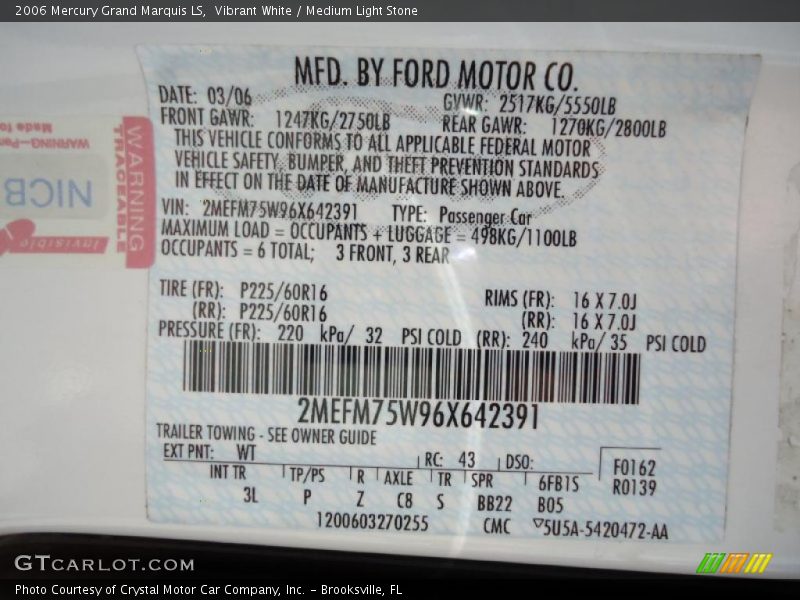 2006 Mercury Grand Marquis LS,  Vibrant White / Medium Light Stone
MFD. BY FORD MOTOR CO.
DATE: 03/06 GVWR: 2517KG/5550LB
FRONT GAWR: 1247KG/2750LB REAR GAWR: 1270KG/2800LB
THIS VEHICLE CONFORMS TO ALL APPLICABLE FEDERAL MOTOR
VEHICLE SAFETY, BUMPER, AND THEFT PREVENTION STANDARDS
IN EFFECT ON THE DATE OF MANUFACTURE SHOWN ABOVE.
VIN: 2MEFM75W96X642391 TYPE: Passenger Car
MAXIMUM LOAD = OCCUPANTS + LUGGAGE = 498KG/1100LB
OCCUPANTS = 6 TOTAL; 3 FRONT, 3 REAR
TIRE (FR): P225/60R16 RIMS (FR): 16 X 7.0J
(RR): P225/60R16 (RR): 16 X 7.0J
PRESSURE (FR): 220 kPa/ 32 PSI COLD (RR): 240 kPa/ 35 PSI COLD
2MEFM75W96X642391
TRAILER TOWING - SEE OWNER GUIDE
EXT PNT: WT RC: 43 DSO: F0162
INT TR TP/PS R AXLE TR SPR 6FB1S R0139
3L P Z C8 S BB22 B05
1200603270255 CMC 5U5A-5420472-AA
WARNING
TRACEABLE
Made to
WARNING-Par
NICB
Invisible
GTCARLOT.COM
Photo Courtesy of Crystal Motor Car Company, Inc. - Brooksville, FL